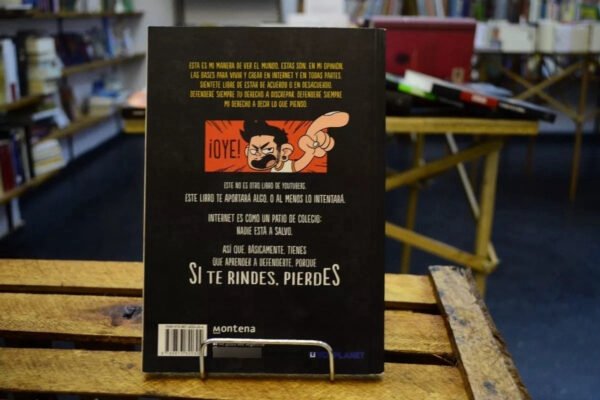 ESTA ES MI MANERA DE VER EL MUNDO, ESTAS SON, EN MI OPINIÓN,
LAS BASES PARA VIVIR Y CREAR EN INTERNET Y EN TODAS PARTES.
SIÉNTETE LIBRE DE ESTAR DE ACUERDO O EN DESACUERDO.
DEFENDERÉ SIEMPRE TU DERECHO A DISCREPAR. DEFENDERÉ SIEMPRE
MI DERECHO A DECIR LO QUE PIENSO.
¡OYE!
ESTE NO ES OTRO LIBRO DE YOUTUBERS.
ESTE LIBRO TE APORTARÁ ALGO. O AL MENOS LO INTENTARÁ.
INTERNET ES COMO UN PATIO DE COLEGIO:
NADIE ESTÁ A SALVO.
ASÍ QUE, BÁSICAMENTE, TIENES
QUE APRENDER A DEFENDERTE, PORQUE
SI TE RINDES, PIERDES
montena
PLANET